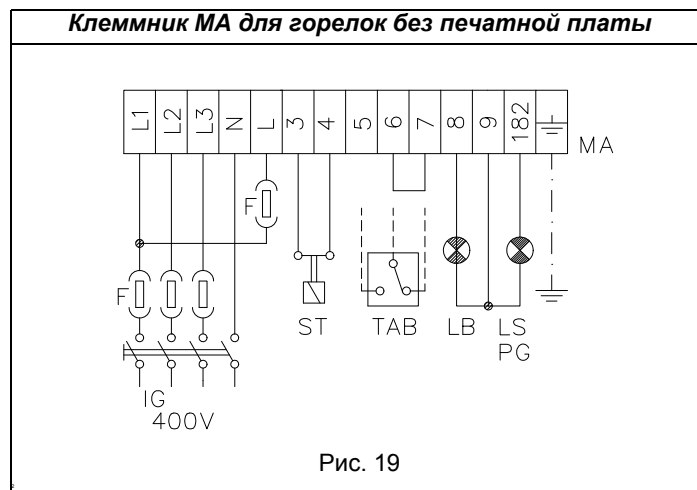 Клеммник МА для горелок без печатной платы
L1 L2 L3 N L 3 4 5 6 7 8 9 182
MA
F
F
ST TAB LB LS
PG
IG
400V
Рис. 19